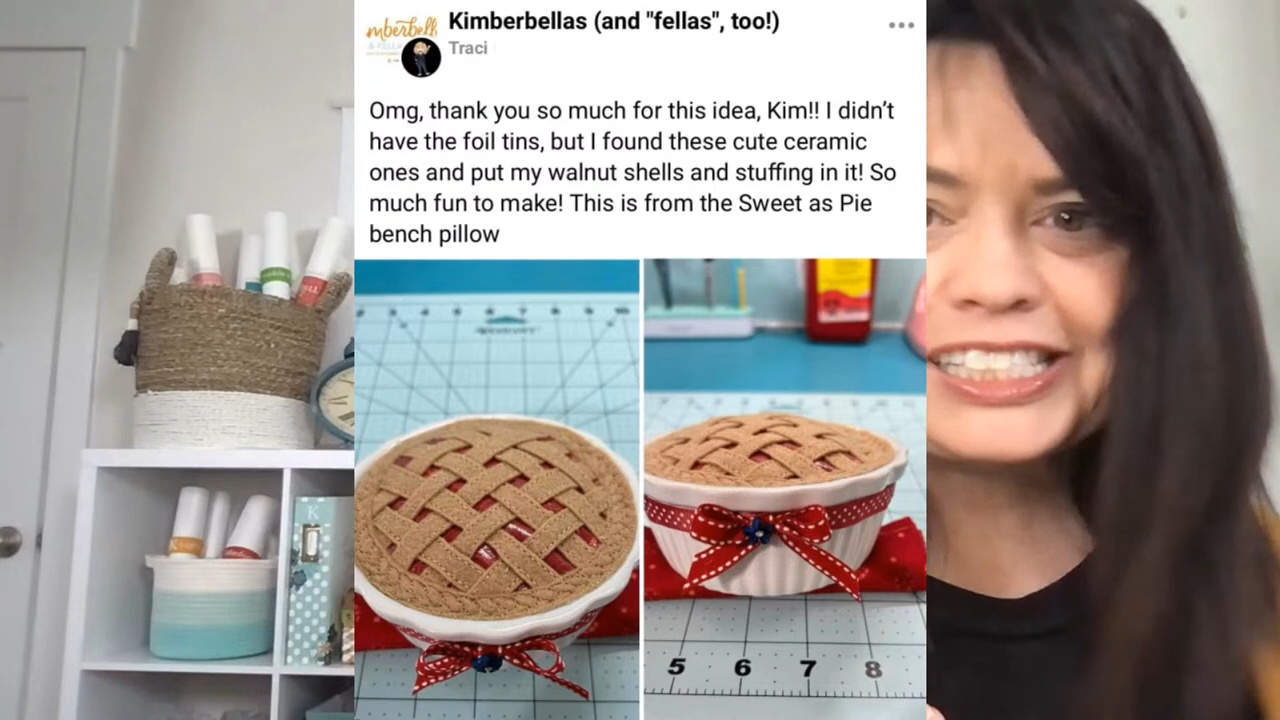 mberbell
Kimberbellas (and "fellas", too!)
Traci
Omg, thank you so much for this idea, Kim!! I didn’t
have the foil tins, but I found these cute ceramic
ones and put my walnut shells and stuffing in it! So
much fun to make! This is from the Sweet as Pie
bench pillow
K
5 6 7 8